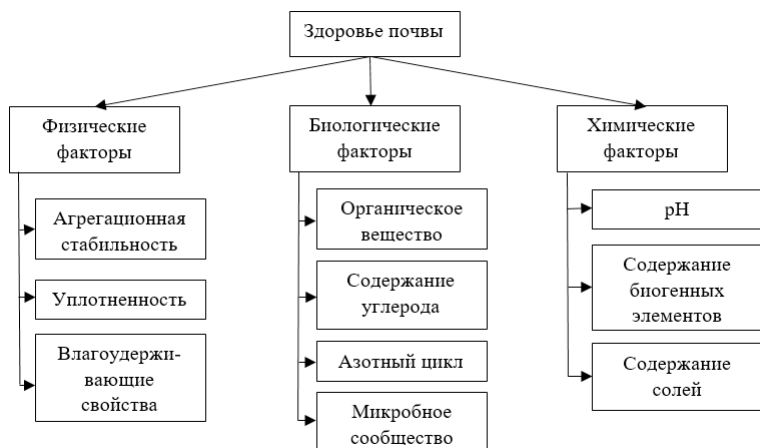 Здоровье почвы
Физические
факторы
Агрегационная
стабильность
Уплотненность
Влагоудержи-
вающие
свойства
Биологические
факторы
Органическое
вещество
Содержание
углерода
Азотный цикл
Микробное
сообщество
Химические
факторы
pH
Содержание
биогенных
элементов
Содержание
солей